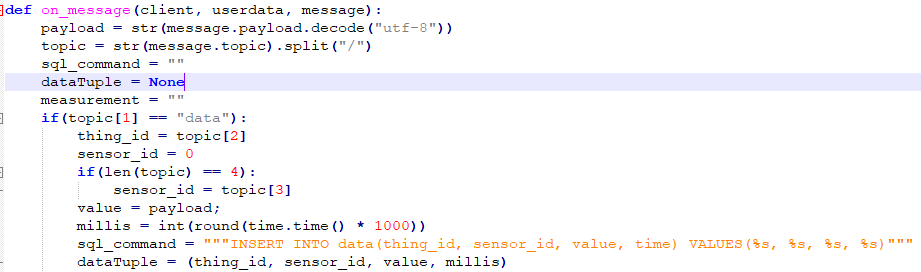 def on_message(client, userdata, message):
    payload = str(message.payload.decode("utf-8"))
    topic = str(message.topic).split("/")
    sql_command = ""
    dataTuple = None
    measurement = ""
    if(topic[1] == "data"):
        thing_id = topic[2]
        sensor_id = 0
        if(len(topic) == 4):
            sensor_id = topic[3]
        value = payload;
        millis = int(round(time.time() * 1000))
        sql_command = """INSERT INTO data(thing_id, sensor_id, value, time) VALUES(%s, %s, %s, %s)"""
        dataTuple = (thing_id, sensor_id, value, millis)